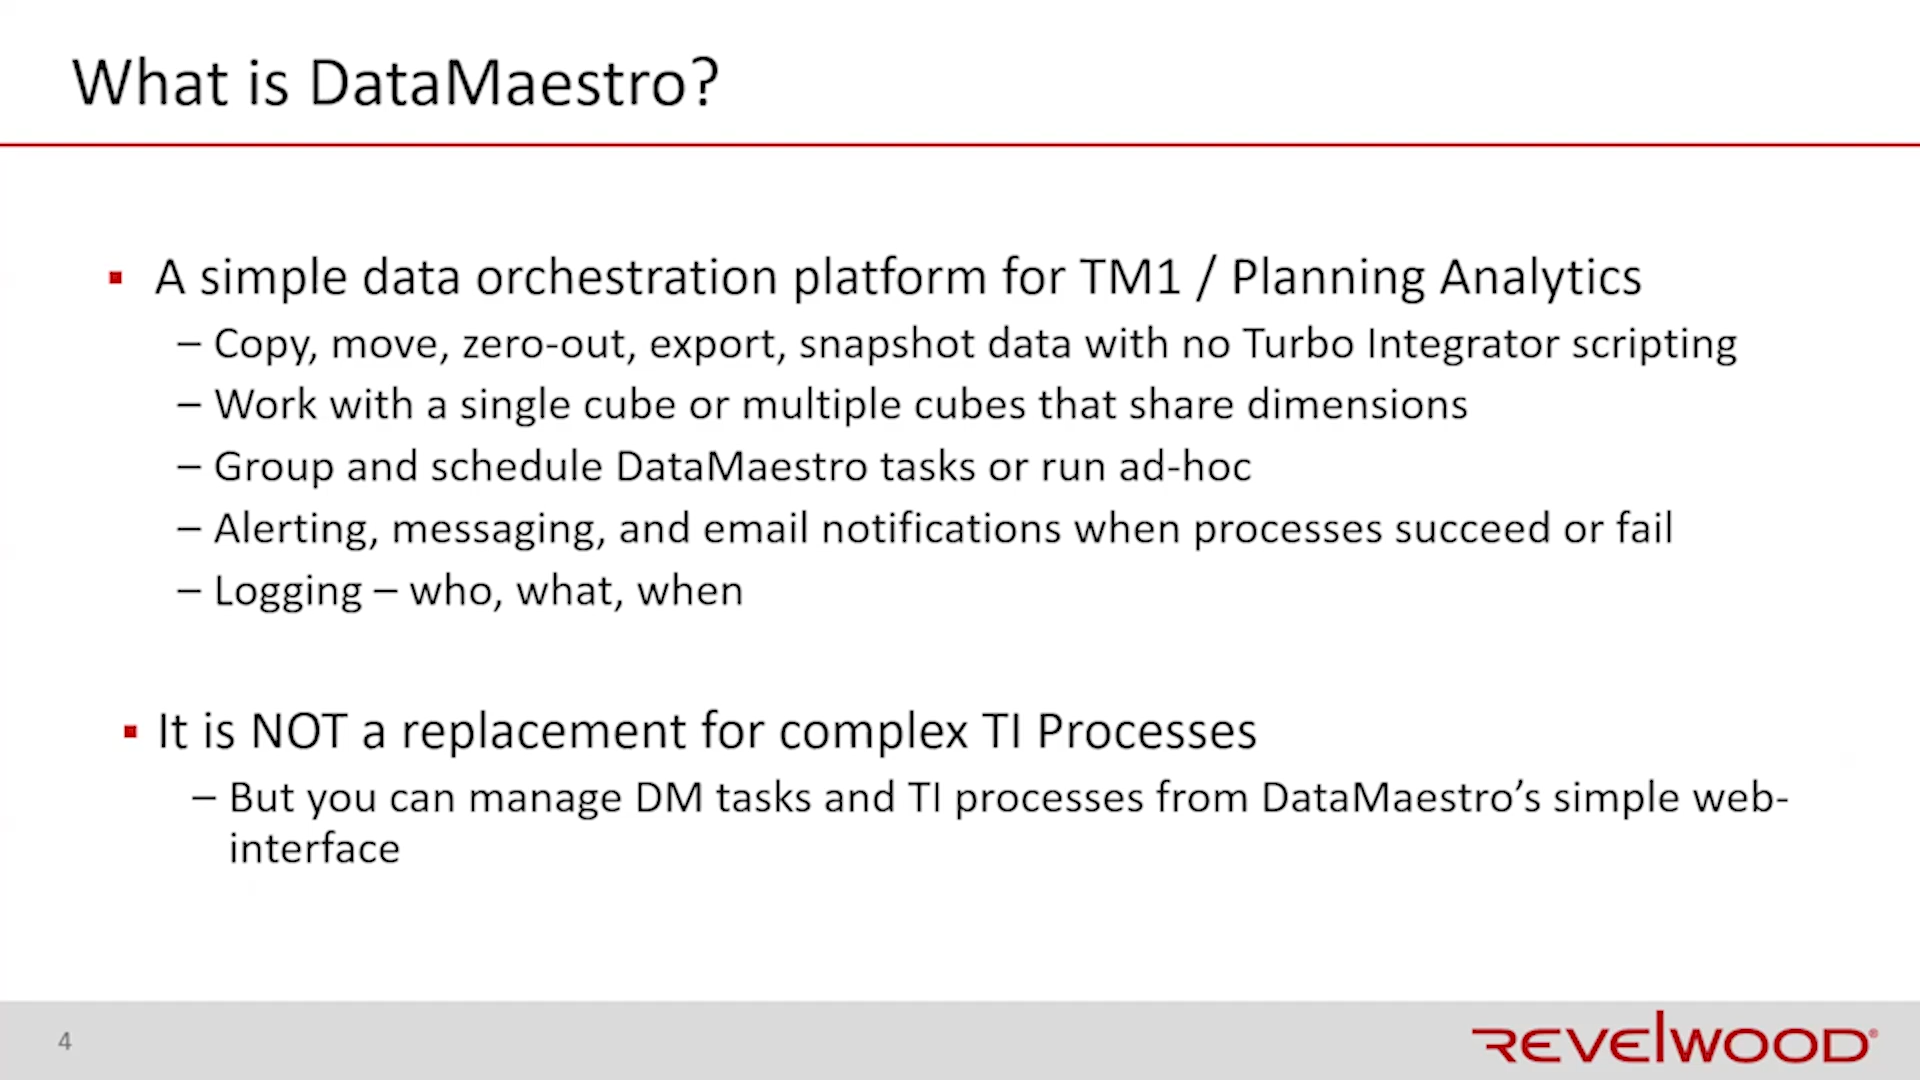 What is DataMaestro?
▪ A simple data orchestration platform for TM1 / Planning Analytics
– Copy, move, zero-out, export, snapshot data with no Turbo Integrator scripting
– Work with a single cube or multiple cubes that share dimensions
– Group and schedule DataMaestro tasks or run ad-hoc
– Alerting, messaging, and email notifications when processes succeed or fail
– Logging – who, what, when
▪ It is NOT a replacement for complex TI Processes
– But you can manage DM tasks and TI processes from DataMaestro’s simple web-
interface
4
REVELWOOD®